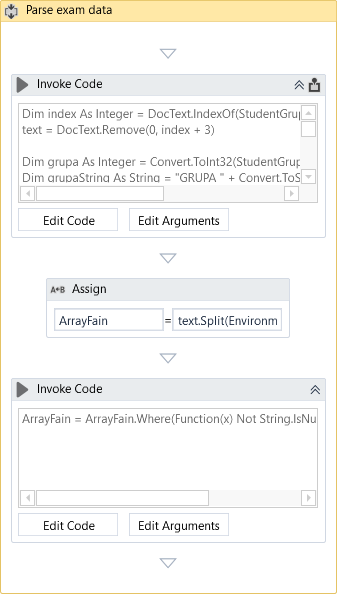 Parse exam data
Invoke Code
Dim index As Integer = DocText.IndexOf(StudentGrup
text = DocText.Remove(0, index + 3)
Dim grupa As Integer = Convert.ToInt32(StudentGrup
Dim grupaString As String = "GRUPA " + Convert.ToS
Edit Code Edit Arguments
A+B Assign
ArrayFain = text.Split(Environm
Invoke Code
ArrayFain = ArrayFain.Where(Function(x) Not String.IsNu
Edit Code Edit Arguments